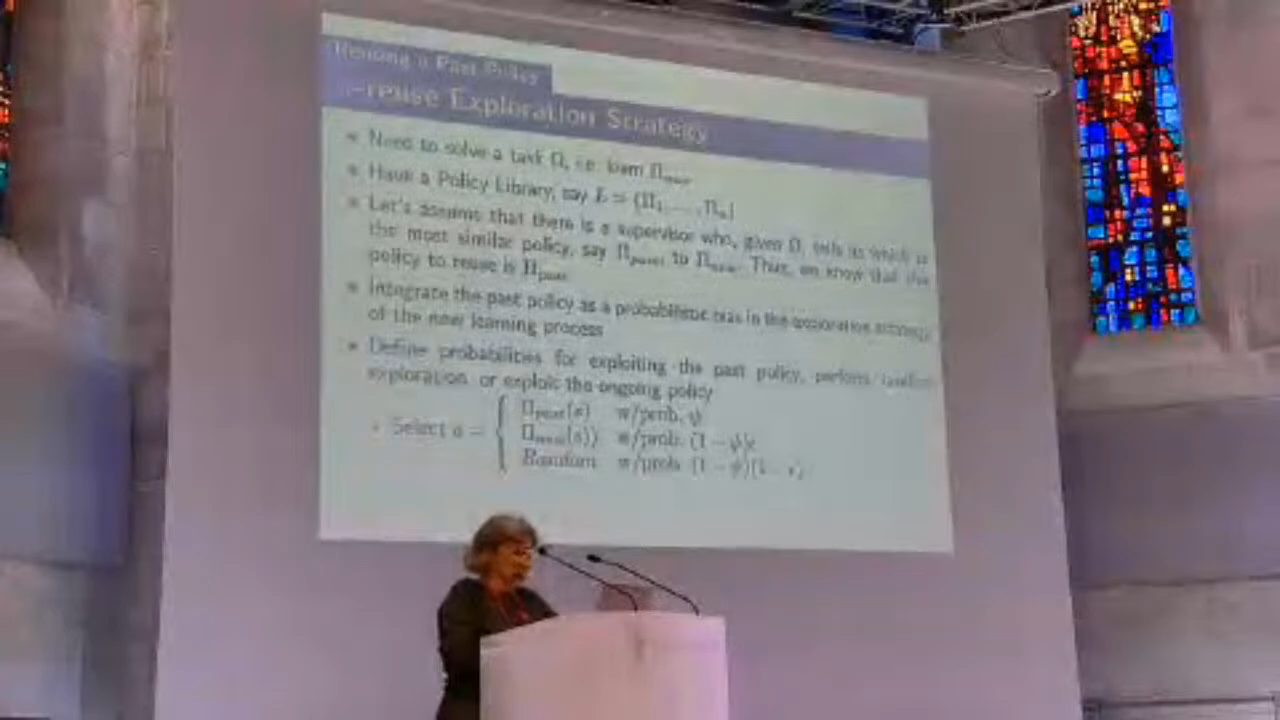 Reusing a Past Policy
-reuse Exploration Strategy
Need to solve a task Ω, i.e. learn Π_new
Have a Policy Library, say L = {Π_1, ..., Π_n}
Let's assume that there is a supervisor who, given Ω, tells us which is
the most similar policy, say Π_past, to Π_new. Thus, we know that the
policy to reuse is Π_past
Integrate the past policy as a probabilistic bias in the exploration strategy
of the new learning process
Define probabilities for exploiting the past policy, perform random
exploration or exploit the ongoing policy
Select a =
Π_past(s) w/prob. ψ
Π_new(s)) w/prob. (1 − ψ)ε
Random w/prob. (1 − ψ)(1 − ε)